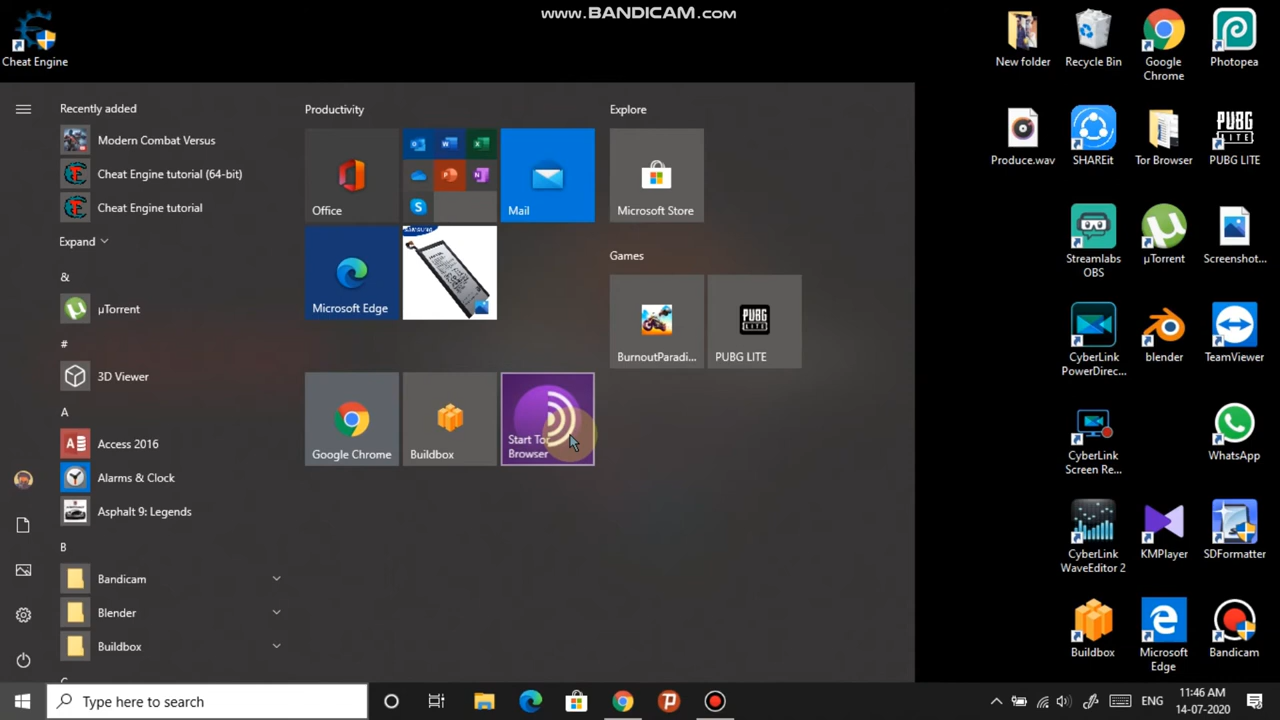 www.BANDICAM.com
Cheat Engine
New folder
Recycle Bin
Google
Chrome
Photopea
Recently added
Modern Combat Versus
Cheat Engine tutorial (64-bit)
Cheat Engine tutorial
Expand
&
µTorrent
#
3D Viewer
A
Access 2016
Alarms & Clock
Asphalt 9: Legends
B
Bandicam
Blender
Buildbox
Productivity
Office
Mail
SAMSUNG
Microsoft Edge
Google Chrome
Buildbox
Start Tor
Browser
Explore
Microsoft Store
Games
BurnoutParadi...
PUBG
LITE
PUBG LITE
Produce.wav
SHAREit
Tor Browser
PUBG
LITE
PUBG LITE
Streamlabs
OBS
µTorrent
Screenshot...
CyberLink
PowerDirec...
blender
TeamViewer
CyberLink
Screen Re...
WhatsApp
CyberLink
WaveEditor 2
KMPlayer
SDFormatter
Buildbox
Microsoft
Edge
Bandicam
Type here to search
ENG
11:46 AM
14-07-2020